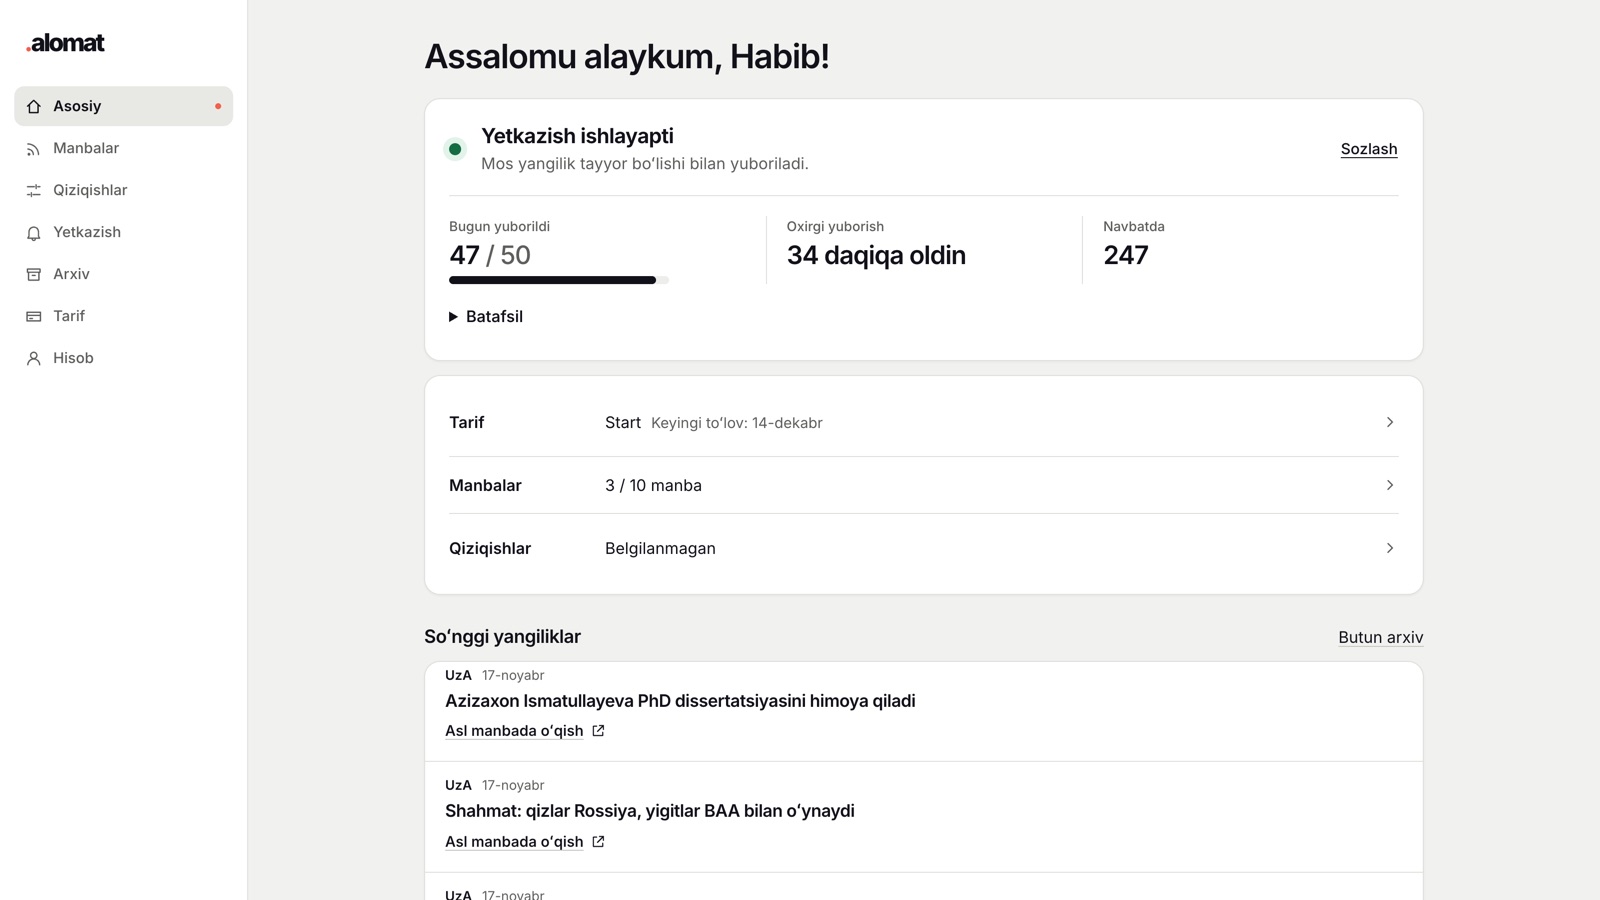 .alomat
Asosiy
Manbalar
Qiziqishlar
Yetkazish
Arxiv
Tarif
Hisob
Assalomu alaykum, Habib!
Yetkazish ishlayapti
Mos yangilik tayyor boʻlishi bilan yuboriladi.
Sozlash
Bugun yuborildi
47 / 50
Oxirgi yuborish
34 daqiqa oldin
Navbatda
247
Batafsil
Tarif Start Keyingi toʻlov: 14-dekabr
Manbalar 3 / 10 manba
Qiziqishlar Belgilanmagan
Soʻnggi yangiliklar
Butun arxiv
UzA 17-noyabr
Azizaxon Ismatullayeva PhD dissertatsiyasini himoya qiladi
Asl manbada oʻqish
UzA 17-noyabr
Shahmat: qizlar Rossiya, yigitlar BAA bilan oʻynaydi
Asl manbada oʻqish
UzA 17-noyabr